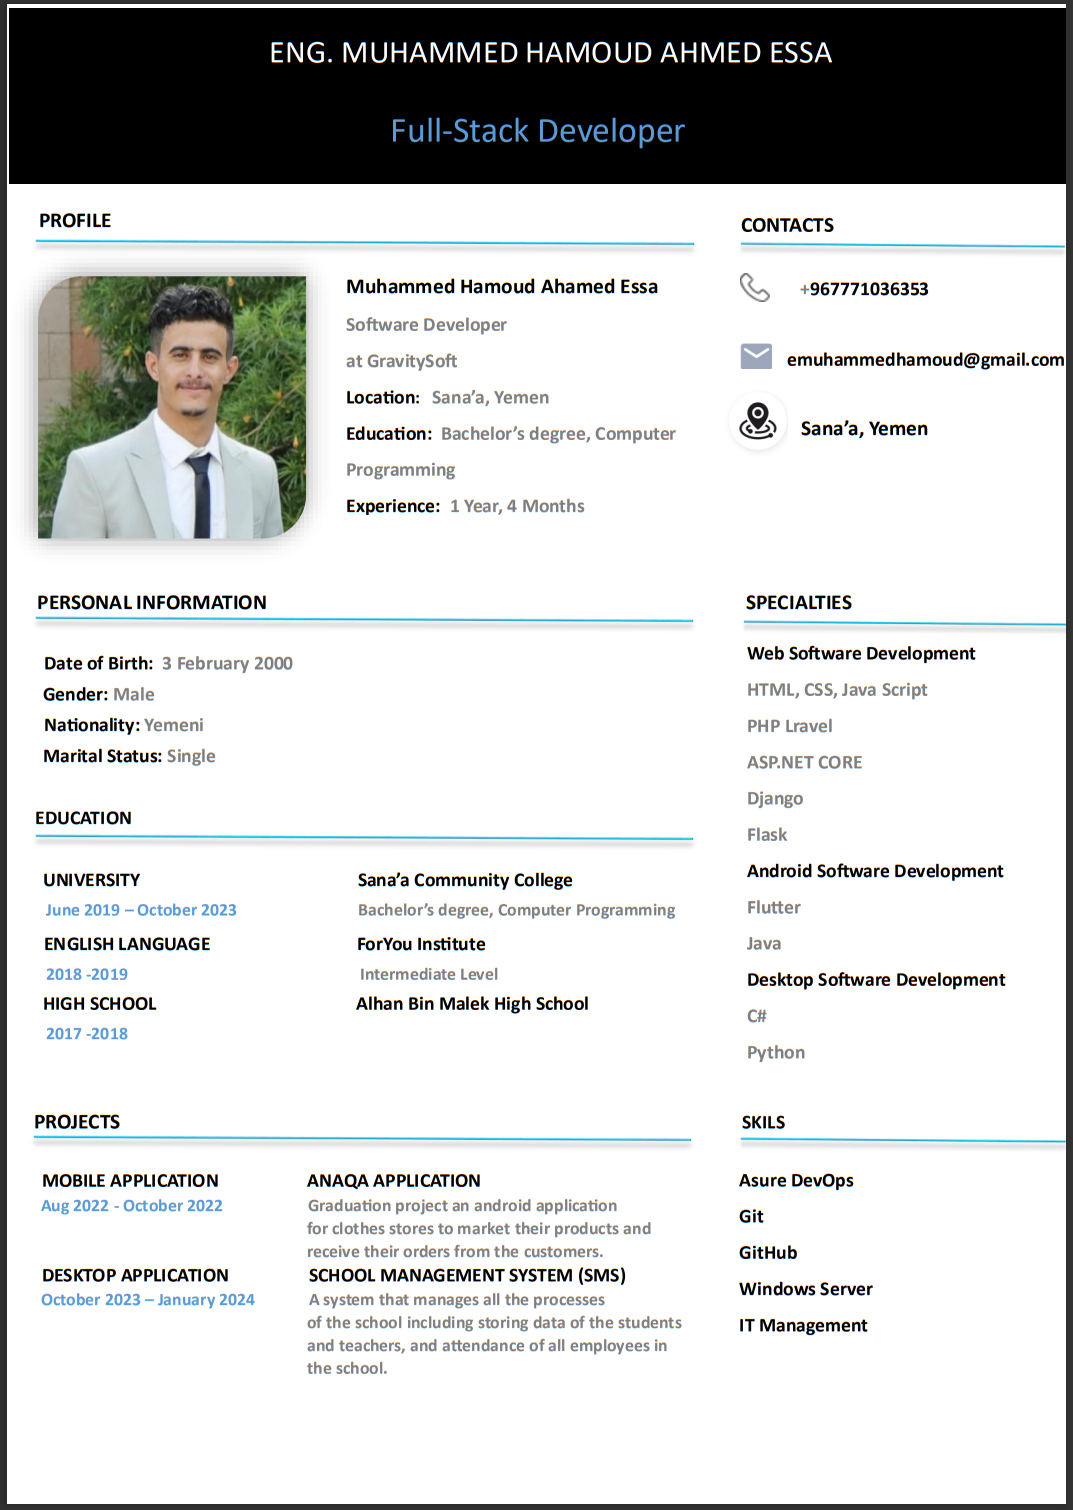 ENG. MUHAMMED HAMOUD AHMED ESSA
Full-Stack Developer
PROFILE
Muhammed Hamoud Ahamed Essa
Software Developer
at GravitySoft
Location: Sana’a, Yemen
Education: Bachelor’s degree, Computer
Programming
Experience: 1 Year, 4 Months
CONTACTS
+967771036353
emuhammedhamoud@gmail.com
Sana’a, Yemen
PERSONAL INFORMATION
Date of Birth: 3 February 2000
Gender: Male
Nationality: Yemeni
Marital Status: Single
EDUCATION
UNIVERSITY
June 2019 – October 2023
Sana’a Community College
Bachelor’s degree, Computer Programming
ENGLISH LANGUAGE
2018 -2019
ForYou Institute
Intermediate Level
HIGH SCHOOL
2017 -2018
Alhan Bin Malek High School
SPECIALTIES
Web Software Development
HTML, CSS, Java Script
PHP Lravel
ASP.NET CORE
Django
Flask
Android Software Development
Flutter
Java
Desktop Software Development
C#
Python
PROJECTS
MOBILE APPLICATION
Aug 2022 - October 2022
ANAQA APPLICATION
Graduation project an android application
for clothes stores to market their products and
receive their orders from the customers.
DESKTOP APPLICATION
October 2023 – January 2024
SCHOOL MANAGEMENT SYSTEM (SMS)
A system that manages all the processes
of the school including storing data of the students
and teachers, and attendance of all employees in
the school.
SKILS
Asure DevOps
Git
GitHub
Windows Server
IT Management